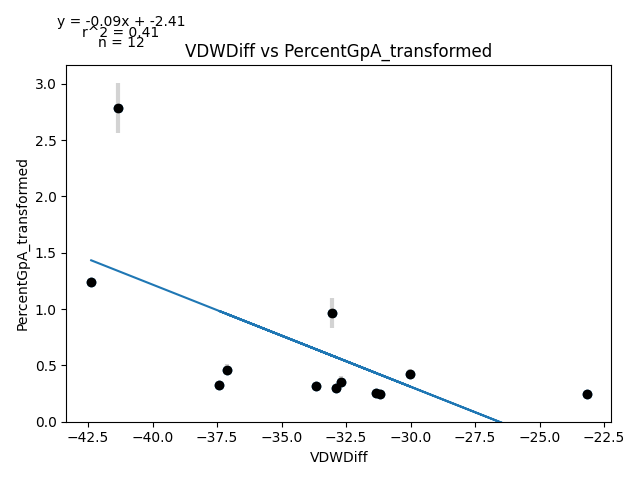 y = -0.09x + -2.41
r^2 = 0.41
n = 12
VDWDiff vs PercentGpA_transformed
3.0
2.5
2.0
1.5
1.0
0.5
0.0
PercentGpA_transformed
−42.5 −40.0 −37.5 −35.0 −32.5 −30.0 −27.5 −25.0 −22.5
VDWDiff